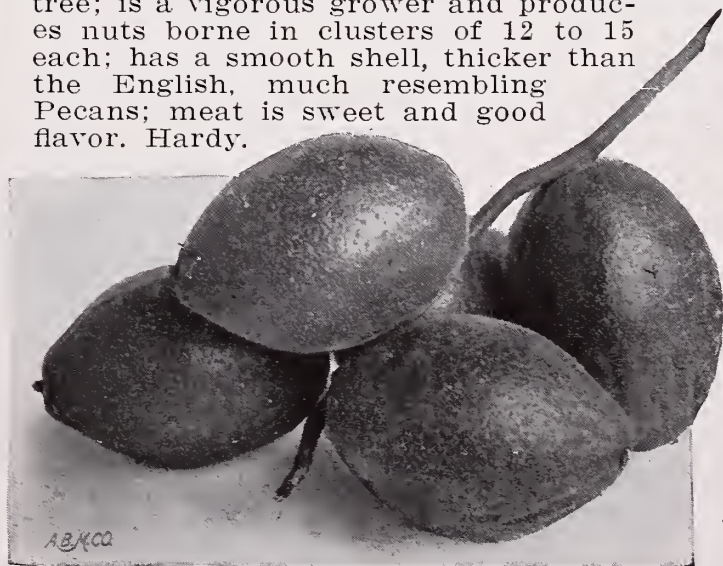 tree; is a vigorous grower and produc-
es nuts borne in clusters of 12 to 15
each; has a smooth shell, thicker than
the English, much resembling
Pecans; meat is sweet and good
flavor. Hardy.
A.B.M.CO.